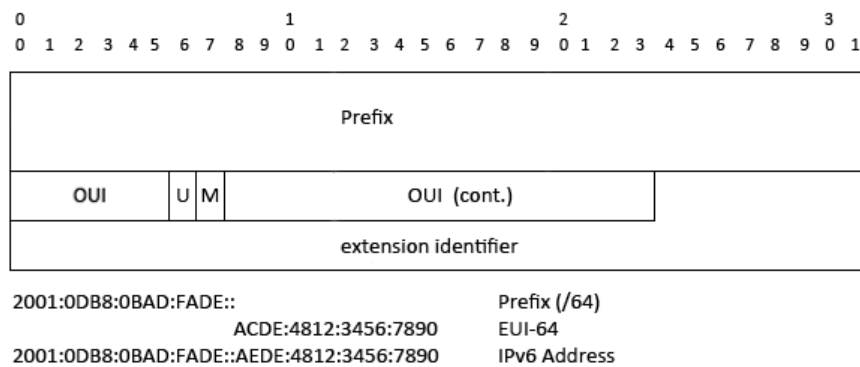 0 1 2 3
0 1 2 3 4 5 6 7 8 9 0 1 2 3 4 5 6 7 8 9 0 1 2 3 4 5 6 7 8 9 0 1
Prefix
OUI U M OUI (cont.)
extension identifier
2001:0DB8:0BAD:FADE:: Prefix (/64)
ACDE:4812:3456:7890 EUI-64
2001:0DB8:0BAD:FADE::AEDE:4812:3456:7890 IPv6 Address